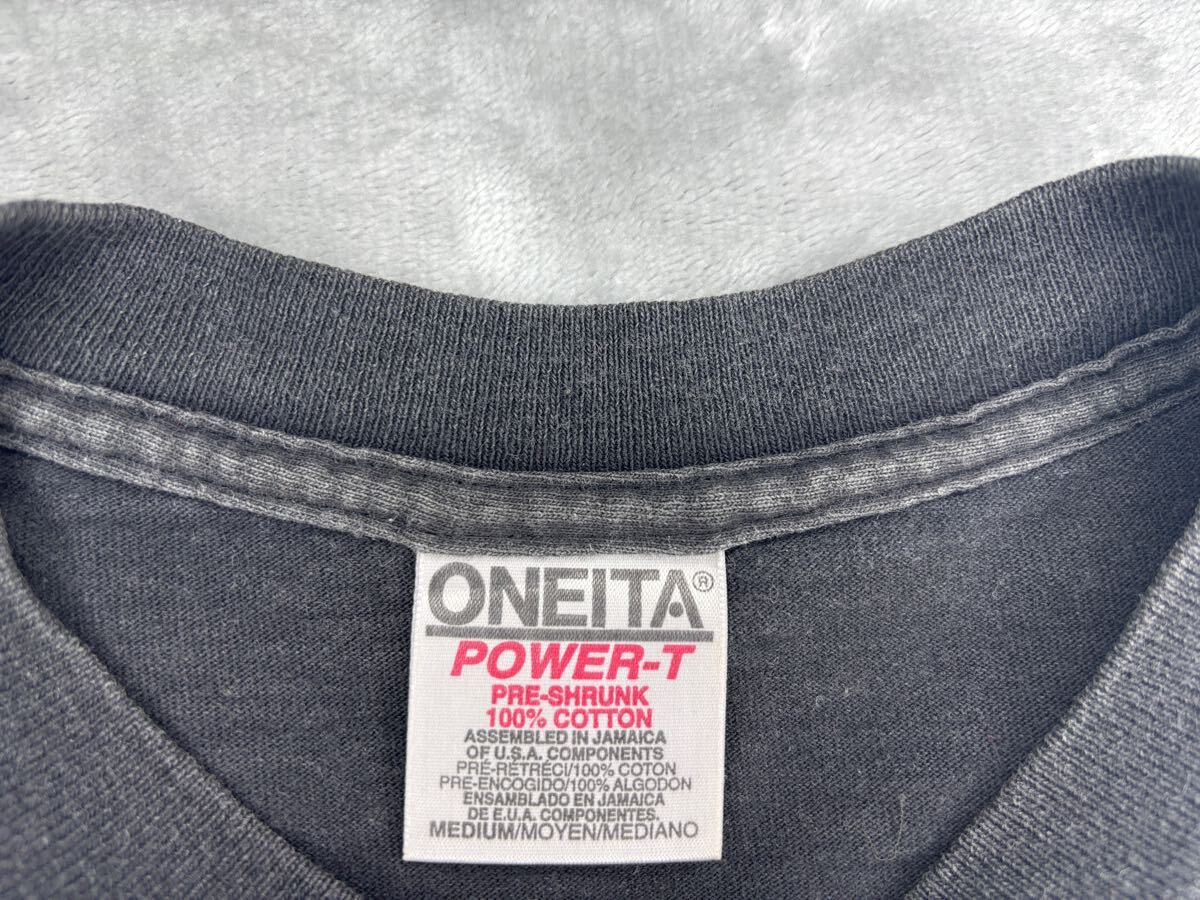 ONEITA®
POWER-T
PRE-SHRUNK
100% COTTON
ASSEMBLED IN JAMAICA
OF U.S.A. COMPONENTS
PRÉ-RÉTRÉCI/100% COTON
PRE-ENCOGIDO/100% ALGODON
ENSAMBLADO EN JAMAICA
DE E.U.A. COMPONENTES.
MEDIUM/MOYEN/MEDIANO